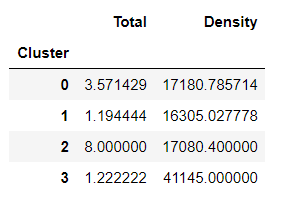 Total Density
Cluster
0 3.571429 17180.785714
1 1.194444 16305.027778
2 8.000000 17080.400000
3 1.222222 41145.000000